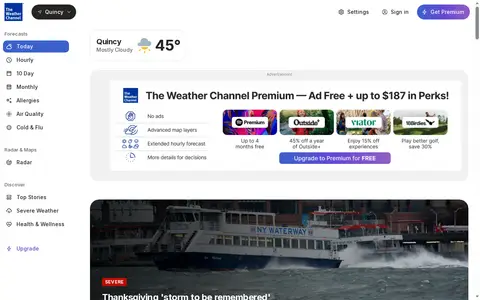 The
Weather
Channel
Quincy
Settings
Sign in
Get Premium
Forecasts
Today
Hourly
10 Day
Monthly
Allergies
Air Quality
Cold & Flu
Radar & Maps
Radar
Discover
Top Stories
Severe Weather
Health & Wellness
Upgrade
Quincy
Mostly Cloudy
45°
Advertisement
The
Weather
Channel
The Weather Channel Premium — Ad Free + up to $187 in Perks!
No ads
Advanced map layers
Extended hourly forecast
More details for decisions
Premium
Up to 4
months free
Outside+
45% off a year
of Outside+
viator
Enjoy 15% off
experiences
18Birdies
Play better golf,
save 30%
Upgrade to Premium for FREE
NY WATERWAY
SEVERE
Thanksgiving 'storm to be remembered'